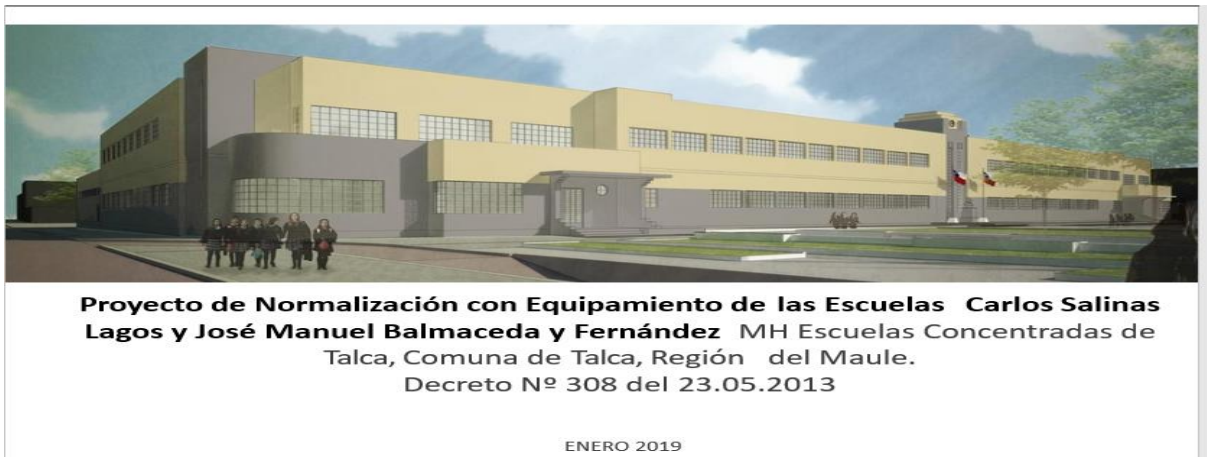 Proyecto de Normalización con Equipamiento de las Escuelas Carlos Salinas
Lagos y José Manuel Balmaceda y Fernández MH Escuelas Concentradas de
Talca, Comuna de Talca, Región del Maule.
Decreto Nº 308 del 23.05.2013
ENERO 2019